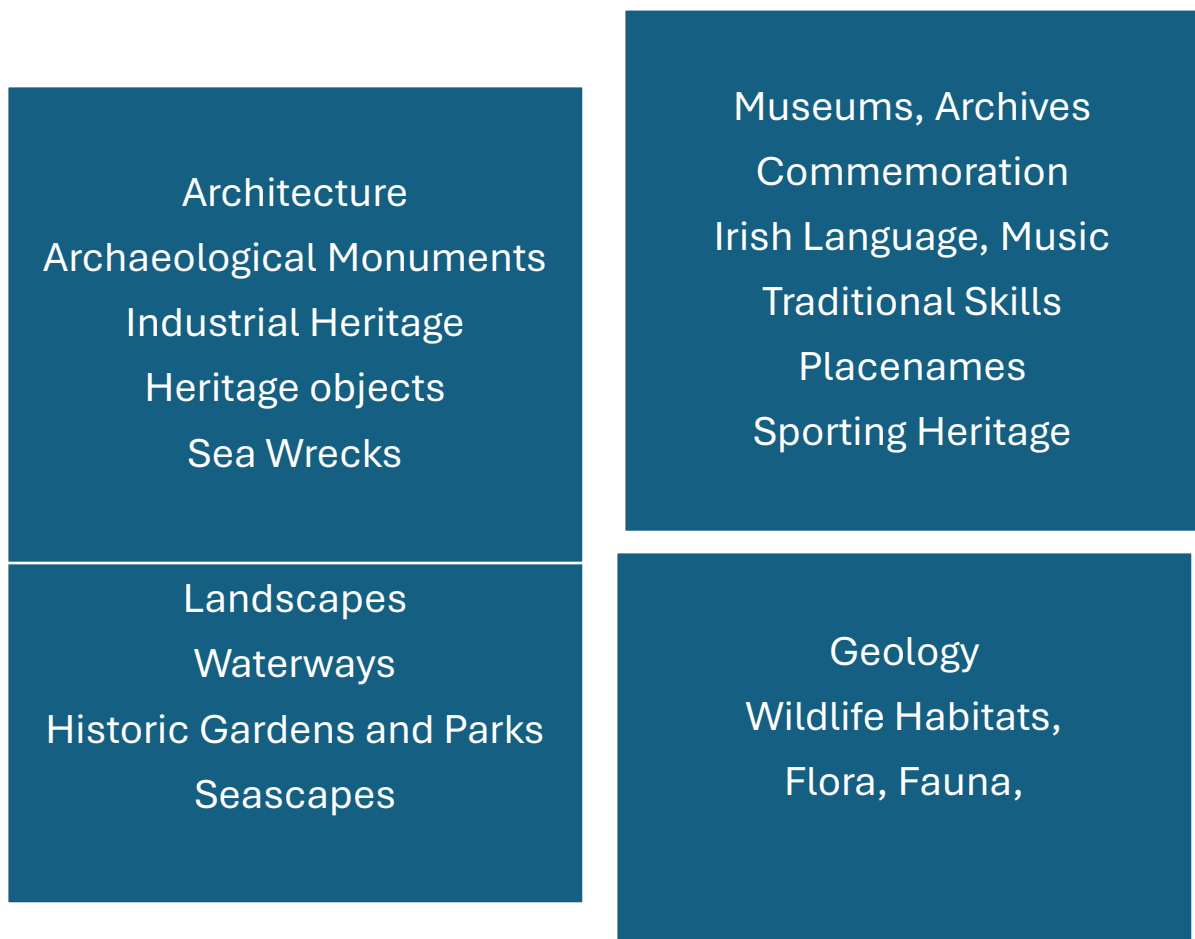 Architecture
Archaeological Monuments
Industrial Heritage
Heritage objects
Sea Wrecks
Museums, Archives
Commemoration
Irish Language, Music
Traditional Skills
Placenames
Sporting Heritage
Landscapes
Waterways
Historic Gardens and Parks
Seascapes
Geology
Wildlife Habitats,
Flora, Fauna,